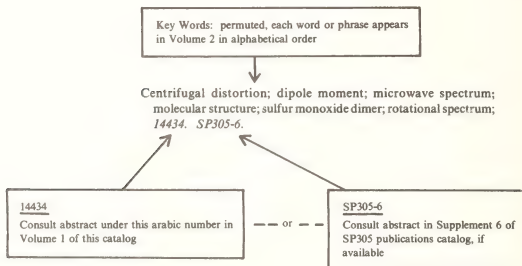 Key Words: permuted, each word or phrase appears
in Volume 2 in alphabetical order
Centrifugal distortion; dipole moment; microwave spectrum;
molecular structure; sulfur monoxide dimer; rotational spectrum;
14434. SP305-6.
14434
Consult abstract under this arabic number in
Volume 1 of this catalog
or
SP305-6
Consult abstract in Supplement 6 of
SP305 publications catalog, if
available